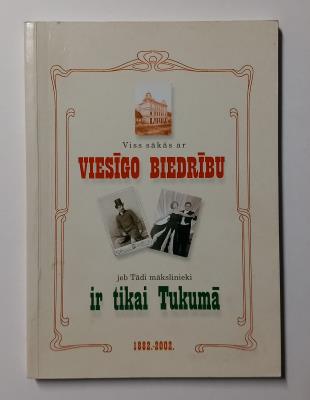 Viss sākās ar
VIESĪGO BIEDRĪBU
jeb Tādi mākslinieki
ir tikai Tukumā
1882.-2002.